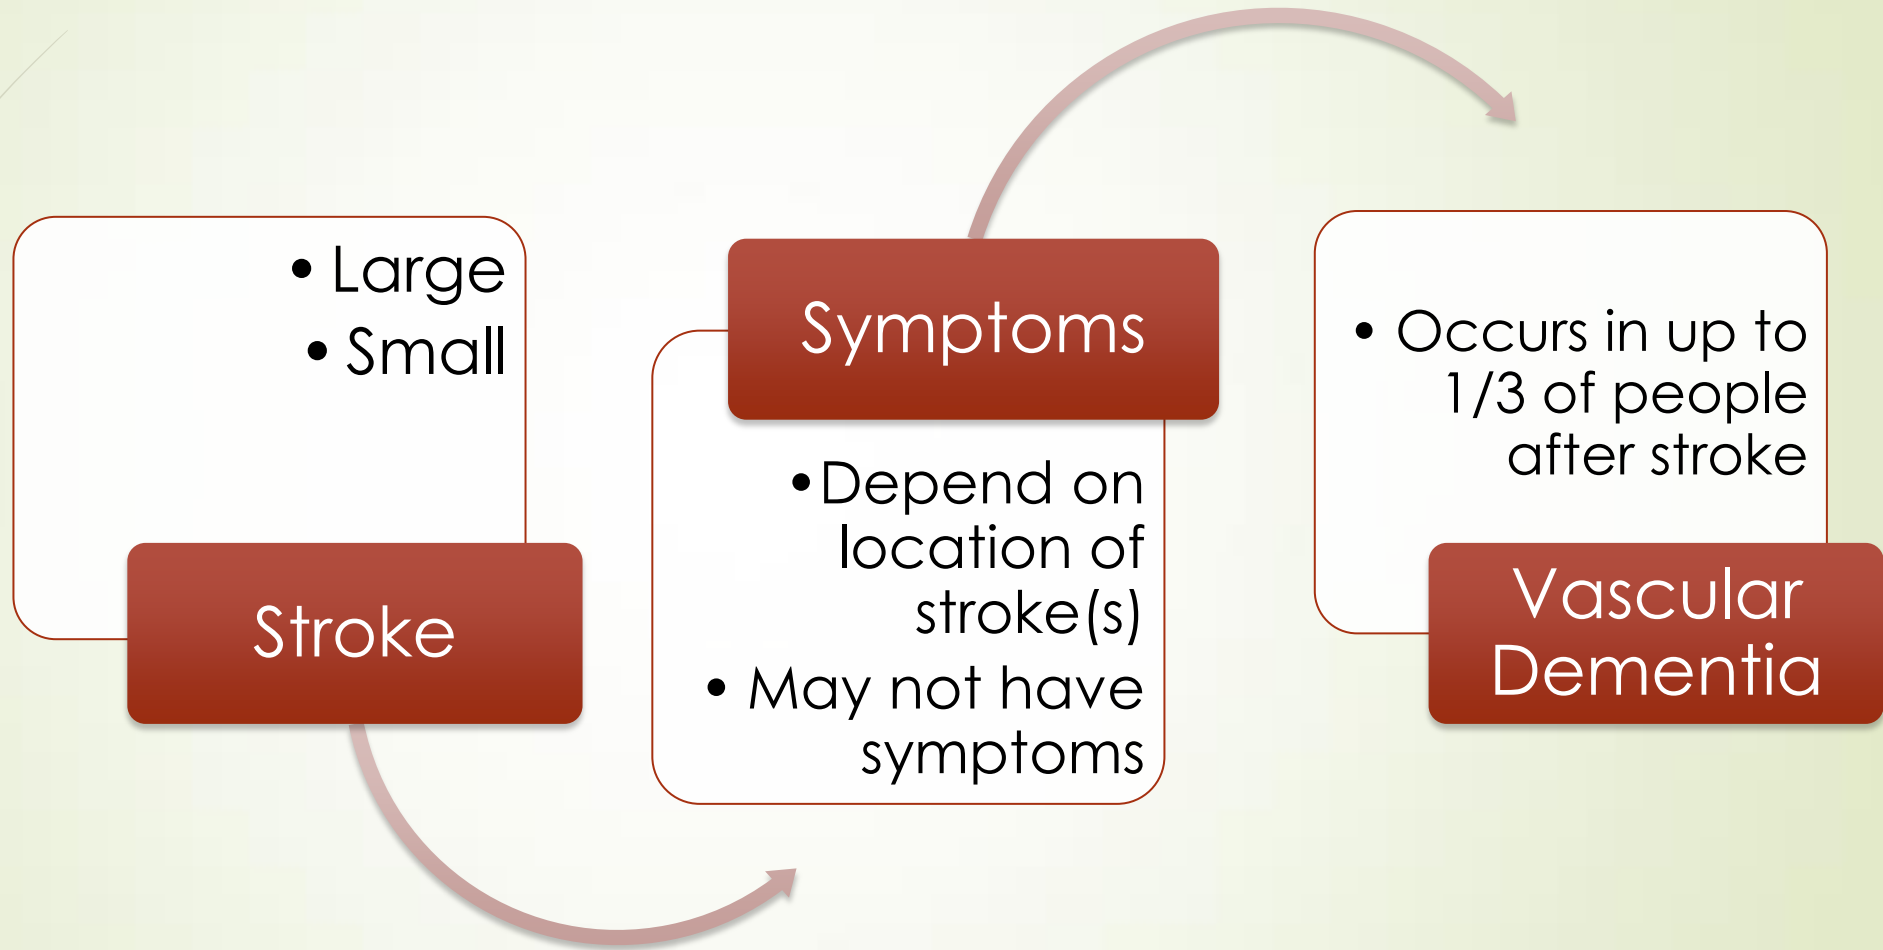 • Large
• Small
Stroke
Symptoms
•Depend on
location of
stroke(s)
• May not have
symptoms
• Occurs in up to
1/3 of people
after stroke
Vascular
Dementia